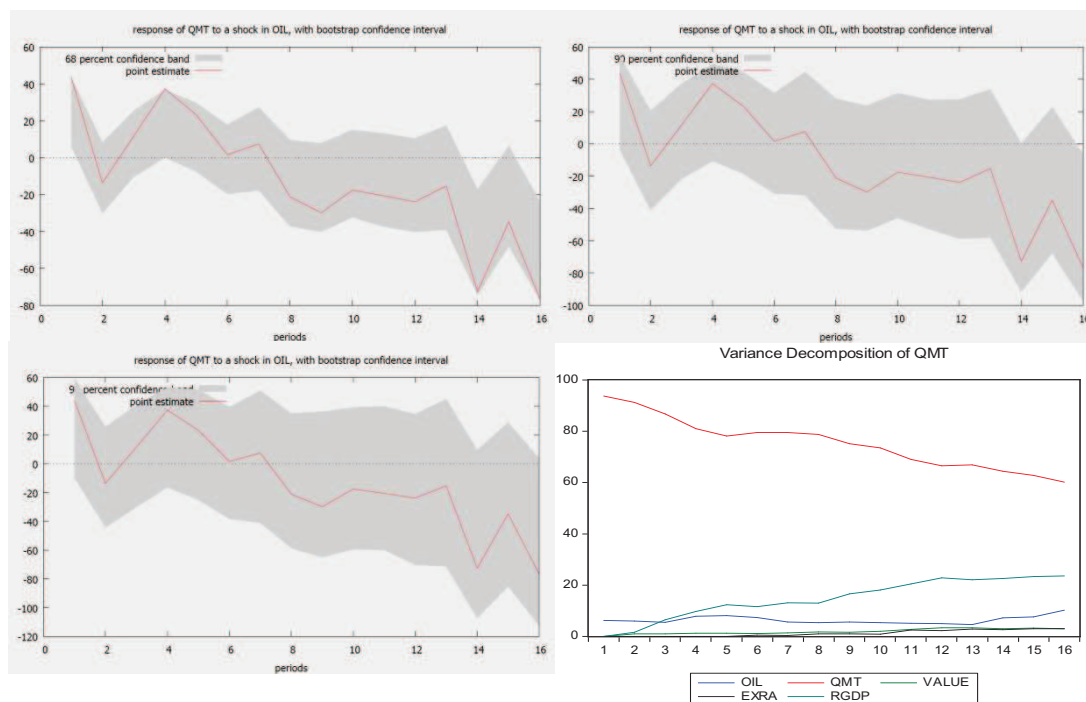 response of QMT to a shock in OIL, with bootstrap confidence interval
68 percent confidence band
point estimate
60
40
20
0
-20
-40
-60
-80
0 2 4 6 8 10 12 14 16
periods
response of QMT to a shock in OIL, with bootstrap confidence interval
percent confidence band
point estimate
60
40
20
0
-20
-40
-60
-80
-100
0 2 4 6 8 10 12 14 16
periods
response of QMT to a shock in OIL, with bootstrap confidence interval
percent confidence
point estimate
60
40
20
0
-20
-40
-60
-80
-100
-120
0 2 4 6 8 10 12 14 16
periods
Variance Decomposition of QMT
100
80
60
40
20
0
1 2 3 4 5 6 7 8 9 10 11 12 13 14 15 16
OIL QMT VALUE
EXRA RGDP